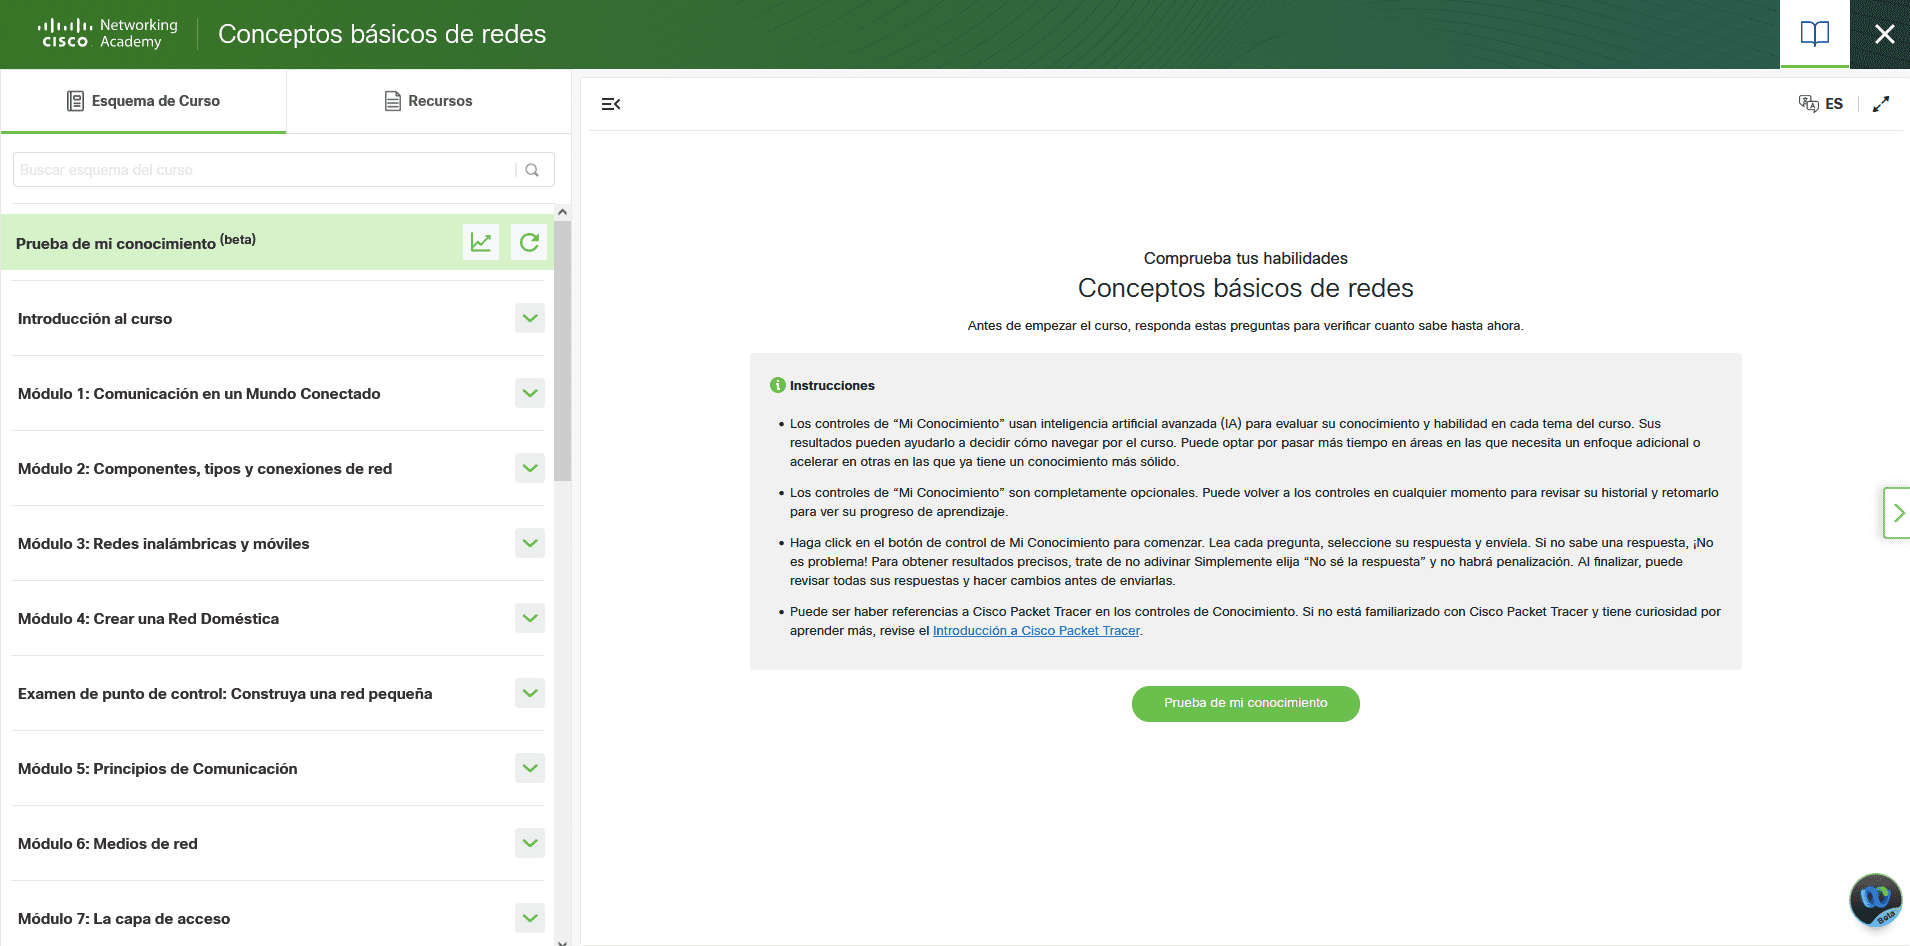 Networking
CISCO Academy
Conceptos básicos de redes
Esquema de Curso
Recursos
ES
Buscar esquema del curso
Prueba de mi conocimiento (beta)
Introducción al curso
Módulo 1: Comunicación en un Mundo Conectado
Módulo 2: Componentes, tipos y conexiones de red
Módulo 3: Redes inalámbricas y móviles
Módulo 4: Crear una Red Doméstica
Examen de punto de control: Construya una red pequeña
Módulo 5: Principios de Comunicación
Módulo 6: Medios de red
Módulo 7: La capa de acceso
Comprueba tus habilidades
Conceptos básicos de redes
Antes de empezar el curso, responda estas preguntas para verificar cuanto sabe hasta ahora.
Instrucciones
• Los controles de “Mi Conocimiento” usan inteligencia artificial avanzada (IA) para evaluar su conocimiento y habilidad en cada tema del curso. Sus
resultados pueden ayudarlo a decidir cómo navegar por el curso. Puede optar por pasar más tiempo en áreas en las que necesita un enfoque adicional o
acelerar en otras en las que ya tiene un conocimiento más sólido.
• Los controles de “Mi Conocimiento” son completamente opcionales. Puede volver a los controles en cualquier momento para revisar su historial y retomarlo
para ver su progreso de aprendizaje.
• Haga click en el botón de control de Mi Conocimiento para comenzar. Lea cada pregunta, seleccione su respuesta y envíela. Si no sabe una respuesta, ¡No
es problema! Para obtener resultados precisos, trate de no adivinar Simplemente elija “No sé la respuesta” y no habrá penalización. Al finalizar, puede
revisar todas sus respuestas y hacer cambios antes de enviarlas.
• Puede ser haber referencias a Cisco Packet Tracer en los controles de Conocimiento. Si no está familiarizado con Cisco Packet Tracer y tiene curiosidad por
aprender más, revise el Introducción a Cisco Packet Tracer.
Prueba de mi conocimiento
Beta